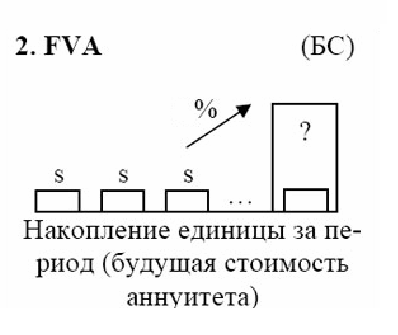 2. FVA (БС)
%
?
S S S ...
Накопление единицы за пе-
риод (будущая стоимость
аннуитета)